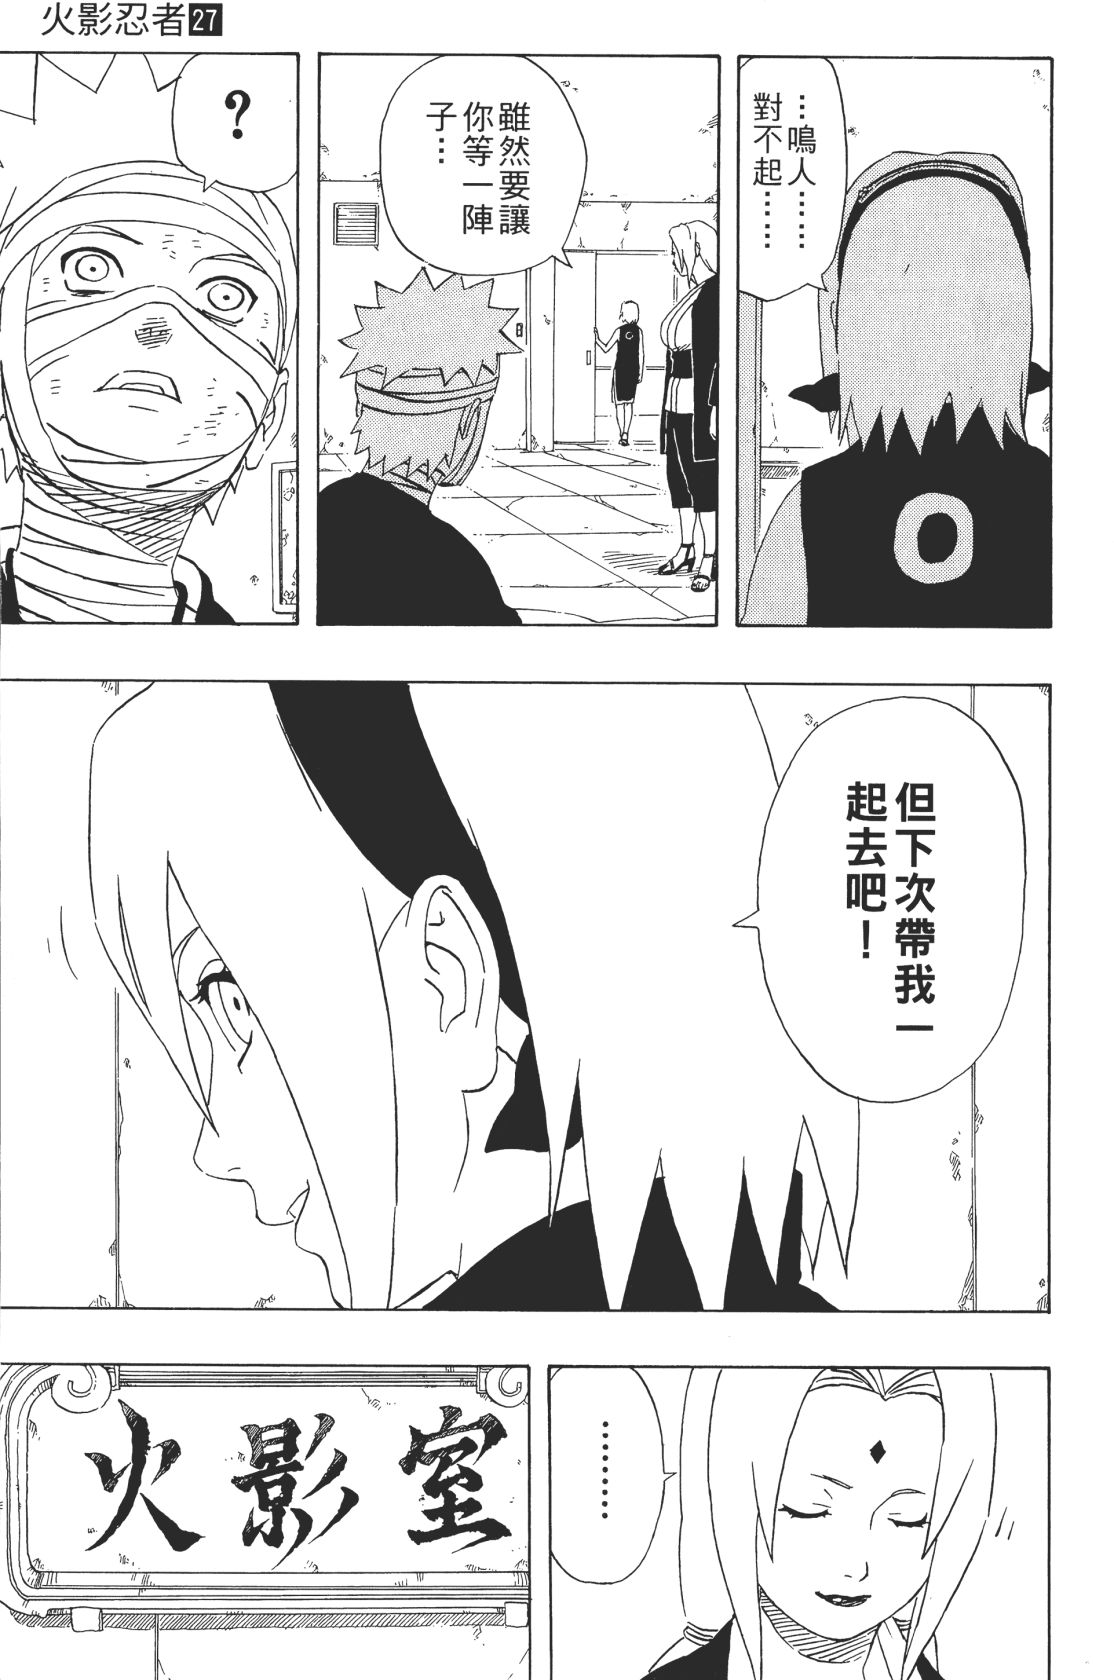 火影忍者27
…鳴人……
對不起……
雖然要讓
你等一陣
子…
？
但下次帶我一
起去吧！
………
火影室